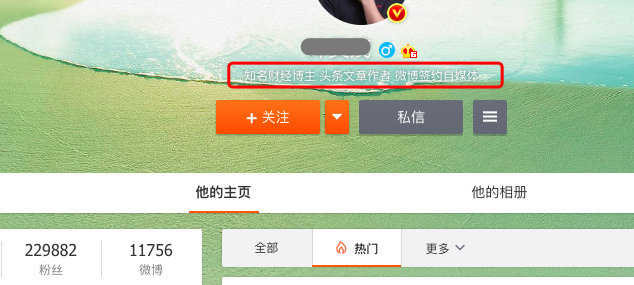 知名财经博主 头条文章作者 微博签约自媒体
+ 关注
私信
他的主页
他的相册
229882
粉丝
11756
微博
全部
热门
更多